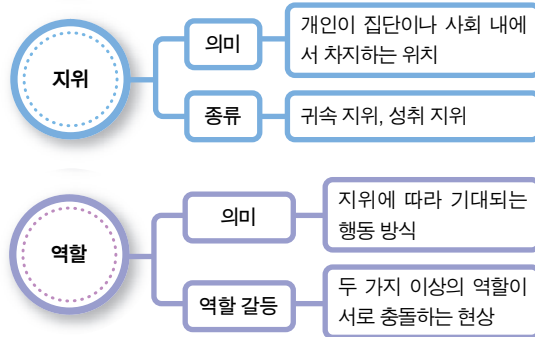 지위
의미
개인이 집단이나 사회 내에
서 차지하는 위치
종류
귀속 지위, 성취 지위
역할
의미
지위에 따라 기대되는
행동 방식
역할 갈등
두 가지 이상의 역할이
서로 충돌하는 현상